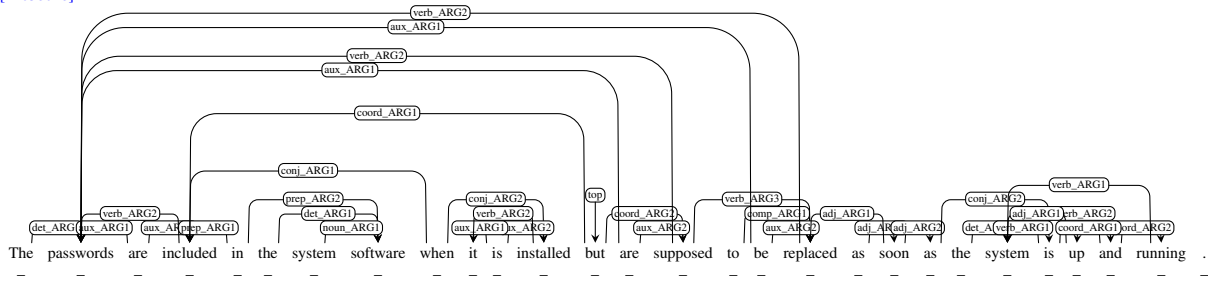 verb_ARG2
aux_ARG1
verb_ARG2
aux_ARG1
coord_ARG1
conj_ARG1
verb_ARG1
prep_ARG2 conj_ARG2 top verb_ARG3 conj_ARG2
verb_ARG2 det_ARG1 verb_ARG2 coord_ARG2 comp_ARG1 adj_ARG1 adj_ARG1
aux_ARG1 prep_ARG1 noun_ARG1 aux_ARG1 aux_ARG2 aux_ARG2 adj_ARG2 verb_ARG1 coord_ARG1
The passwords are included in the system software when it is installed but are supposed to be replaced as soon as the system is up and running .
_ _ _ _ _ _ _ _ _ _ _ _ _ _ _ _ _ _ _ _ _ _ _ _ _ _ _ _